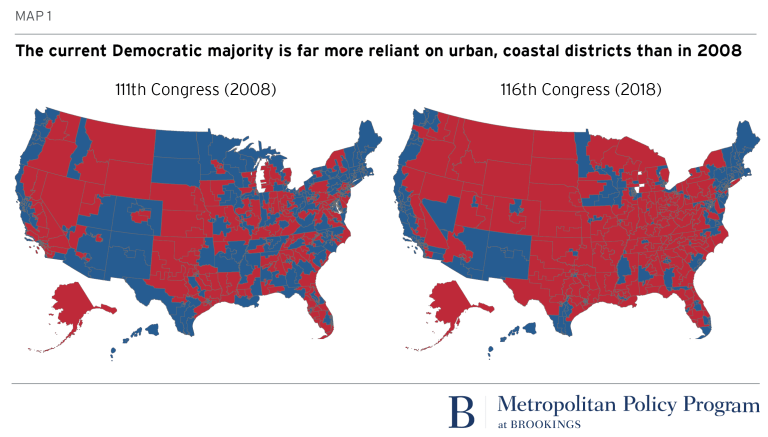 MAP 1
The current Democratic majority is far more reliant on urban, coastal districts than in 2008
111th Congress (2008)
116th Congress (2018)
B
Metropolitan Policy Program
at BROOKINGS